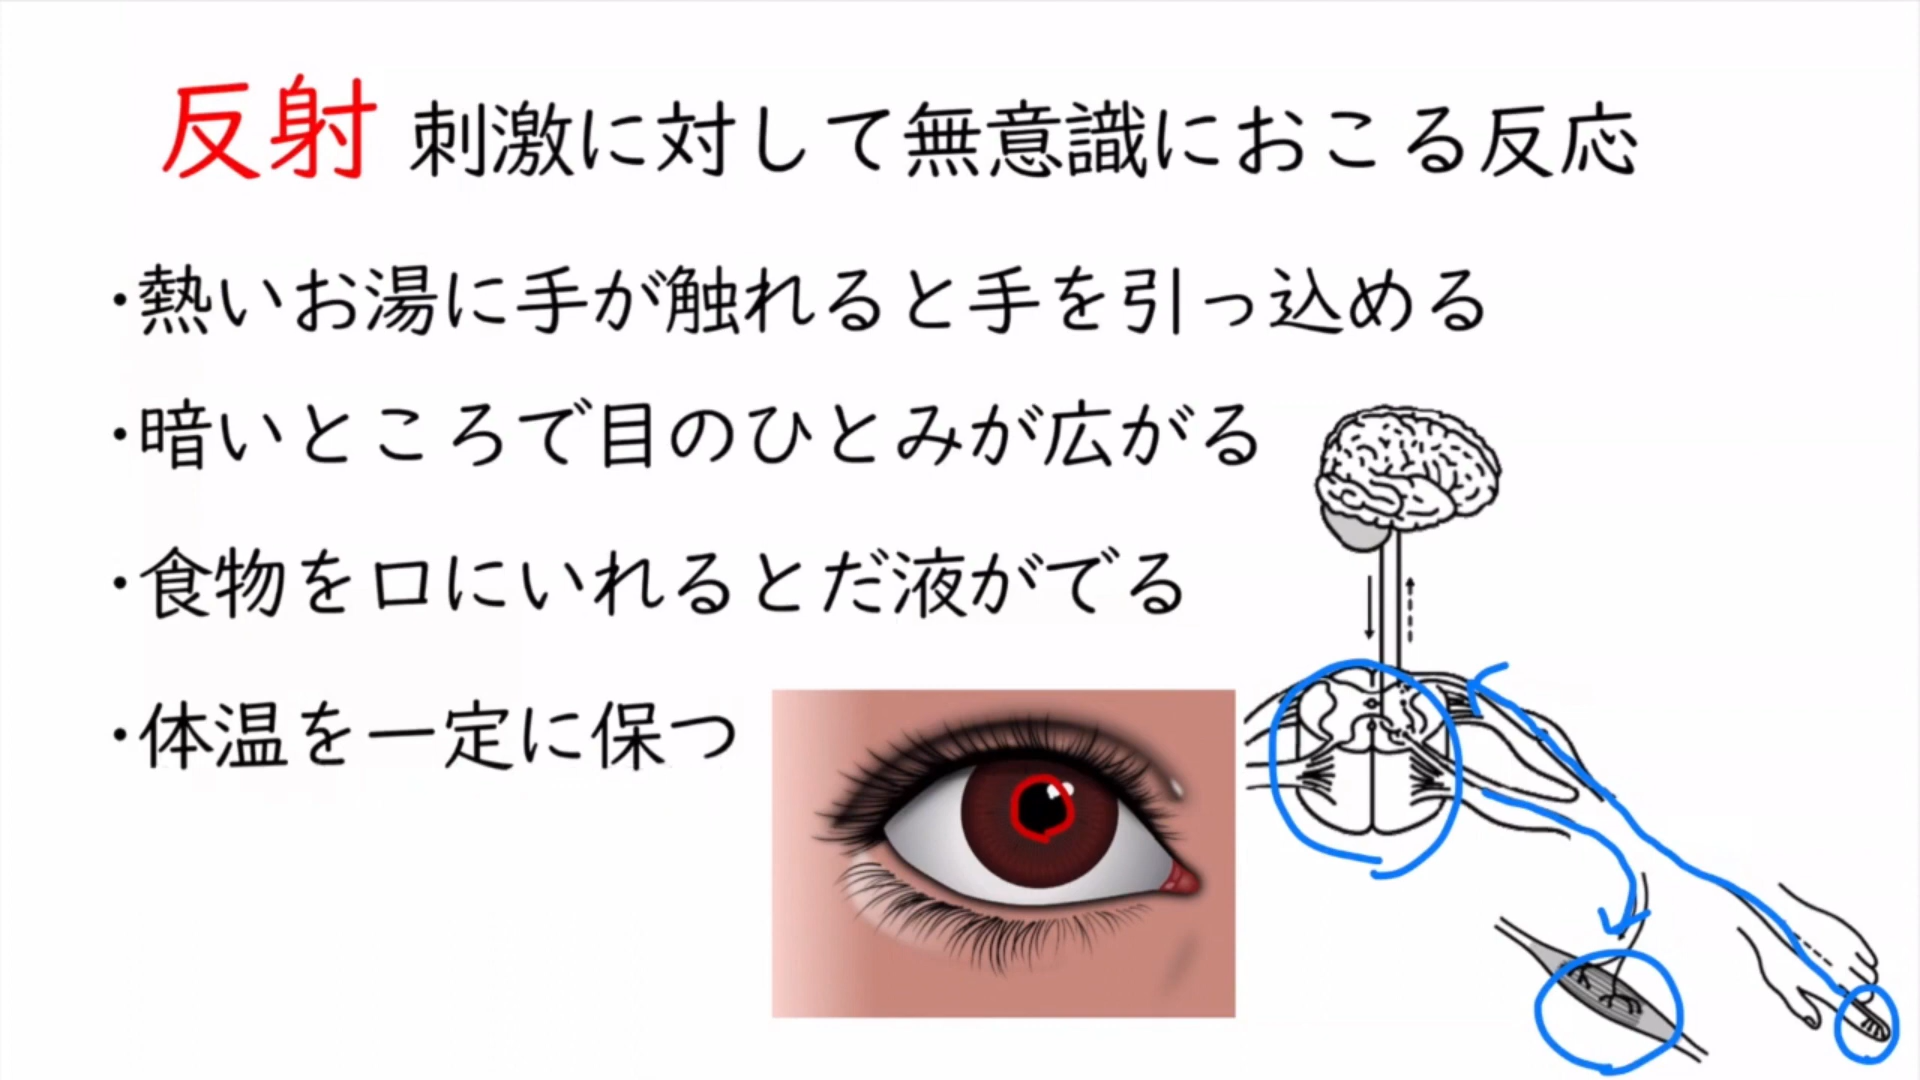 反射 刺激に対して無意識におこる反応
・熱いお湯に手が触れると手を引っ込める
・暗いところで目のひとみが広がる
・食物を口にいれるとだ液がでる
・体温を一定に保つ